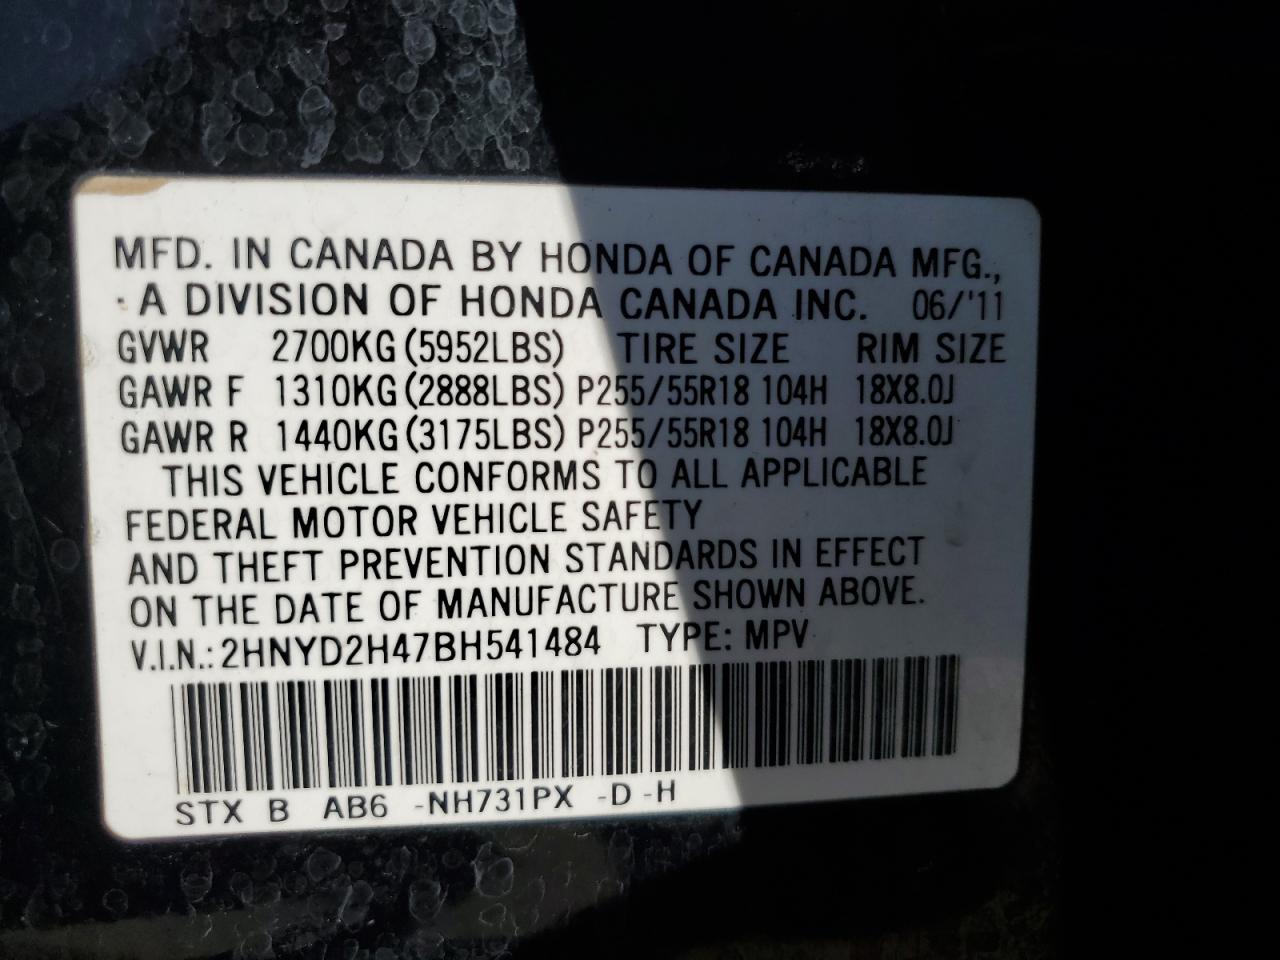 MFD. IN CANADA BY HONDA OF CANADA MFG.,
·A DIVISION OF HONDA CANADA INC. 06/'11
GVWR 2700KG(5952LBS) TIRE SIZE RIM SIZE
GAWR F 1310KG(2888LBS) P255/55R18 104H 18X8.0J
GAWR R 1440KG(3175LBS) P255/55R18 104H 18X8.0J
THIS VEHICLE CONFORMS TO ALL APPLICABLE
FEDERAL MOTOR VEHICLE SAFETY
AND THEFT PREVENTION STANDARDS IN EFFECT
ON THE DATE OF MANUFACTURE SHOWN ABOVE.
V.I.N.: 2HNYD2H47BH541484 TYPE: MPV
STX B AB6 -NH731PX -D -H